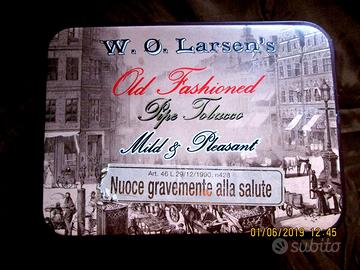 W. Ø. Larsen's
Old Fashioned
Pipe Tobacco
Mild & Pleasant
Art. 46 L 29/12/1990, n428
Nuoce gravemente alla salute
01/06/2019 12:45
subito